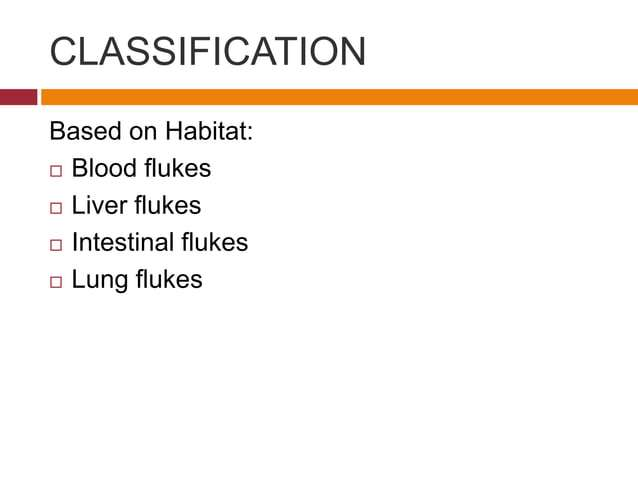 CLASSIFICATION
Based on Habitat:
Blood flukes
Liver flukes
Intestinal flukes
Lung flukes